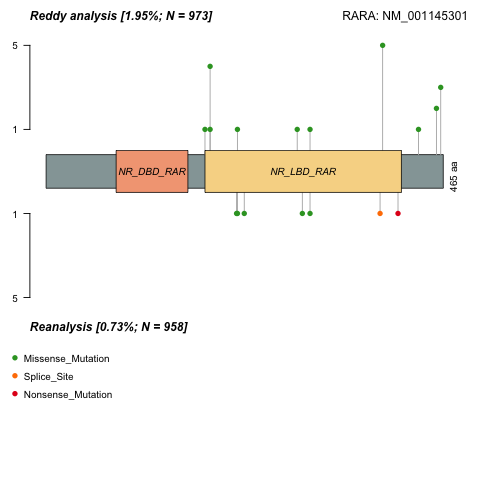 Reddy analysis [1.95%; N = 973]
RARA: NM_001145301
5
1
NR_DBD_RAR
NR_LBD_RAR
465 aa
1
5
Reanalysis [0.73%; N = 958]
Missense_Mutation
Splice_Site
Nonsense_Mutation